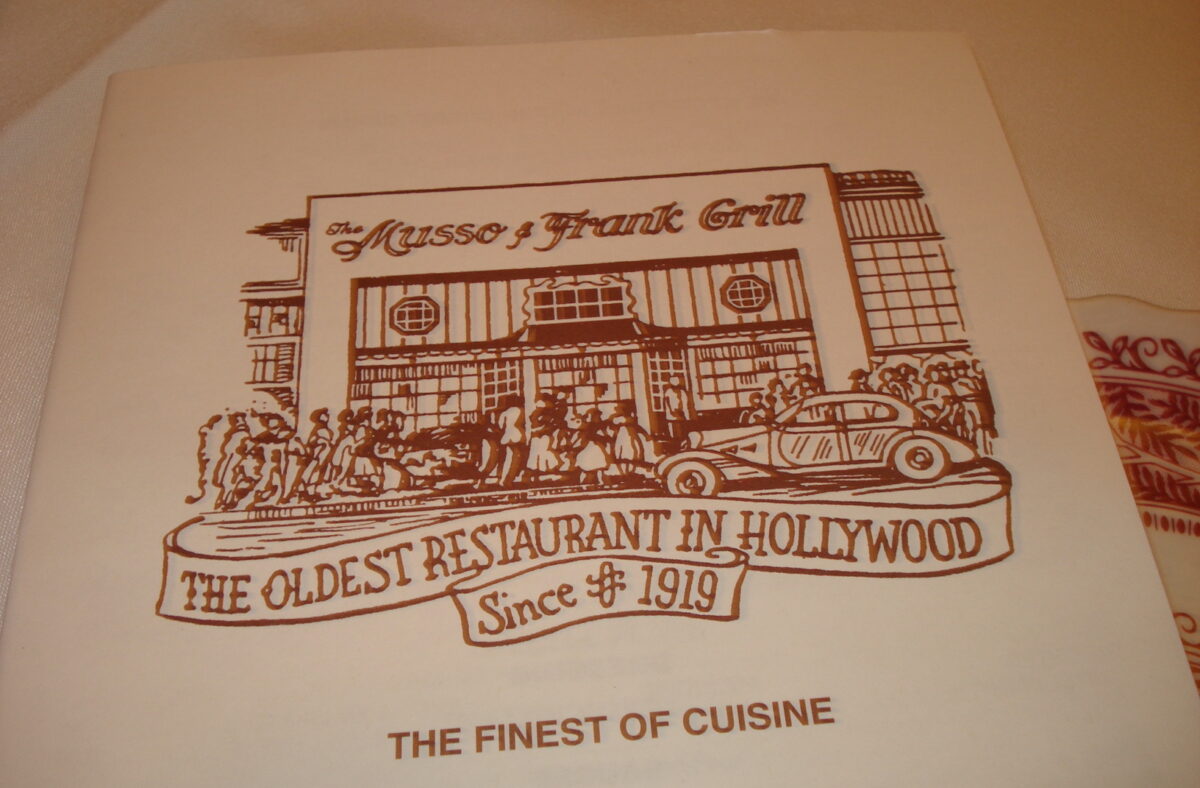 The Musso & Frank Grill
THE OLDEST RESTAURANT IN HOLLYWOOD
Since 1919
THE FINEST OF CUISINE